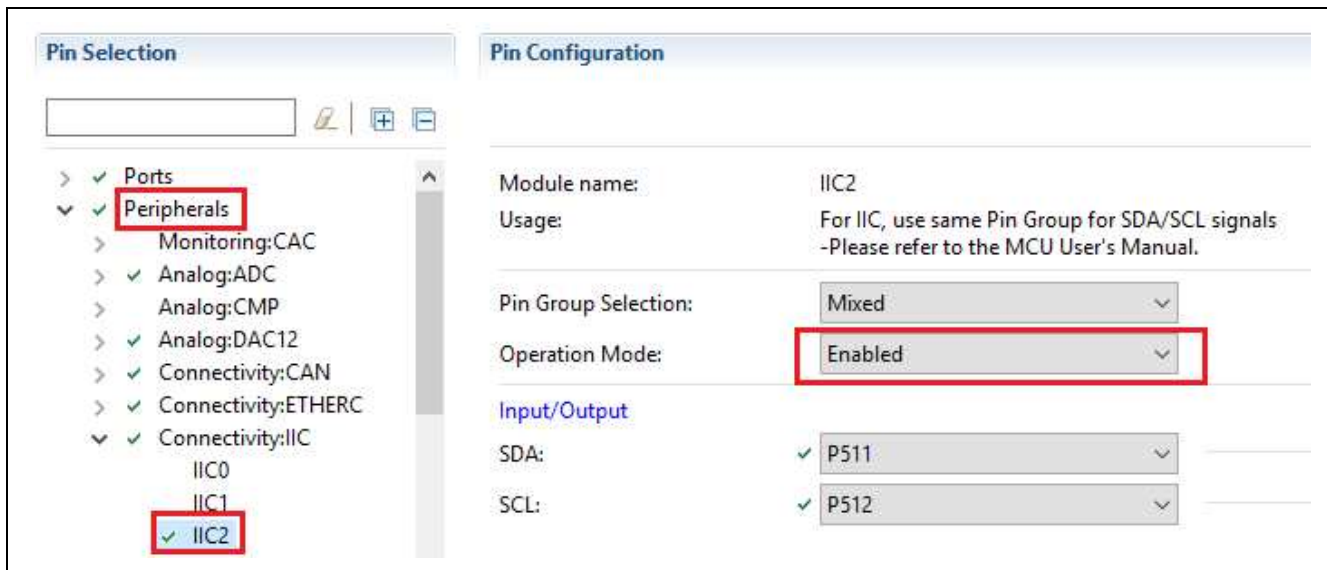 Pin Selection
Ports
Peripherals
Monitoring:CAC
Analog:ADC
Analog:CMP
Analog:DAC12
Connectivity:CAN
Connectivity:ETHERC
Connectivity:IIC
IIC0
IIC1
IIC2
Pin Configuration
Module name: IIC2
Usage: For IIC, use same Pin Group for SDA/SCL signals
-Please refer to the MCU User's Manual.
Pin Group Selection: Mixed
Operation Mode: Enabled
Input/Output
SDA: P511
SCL: P512